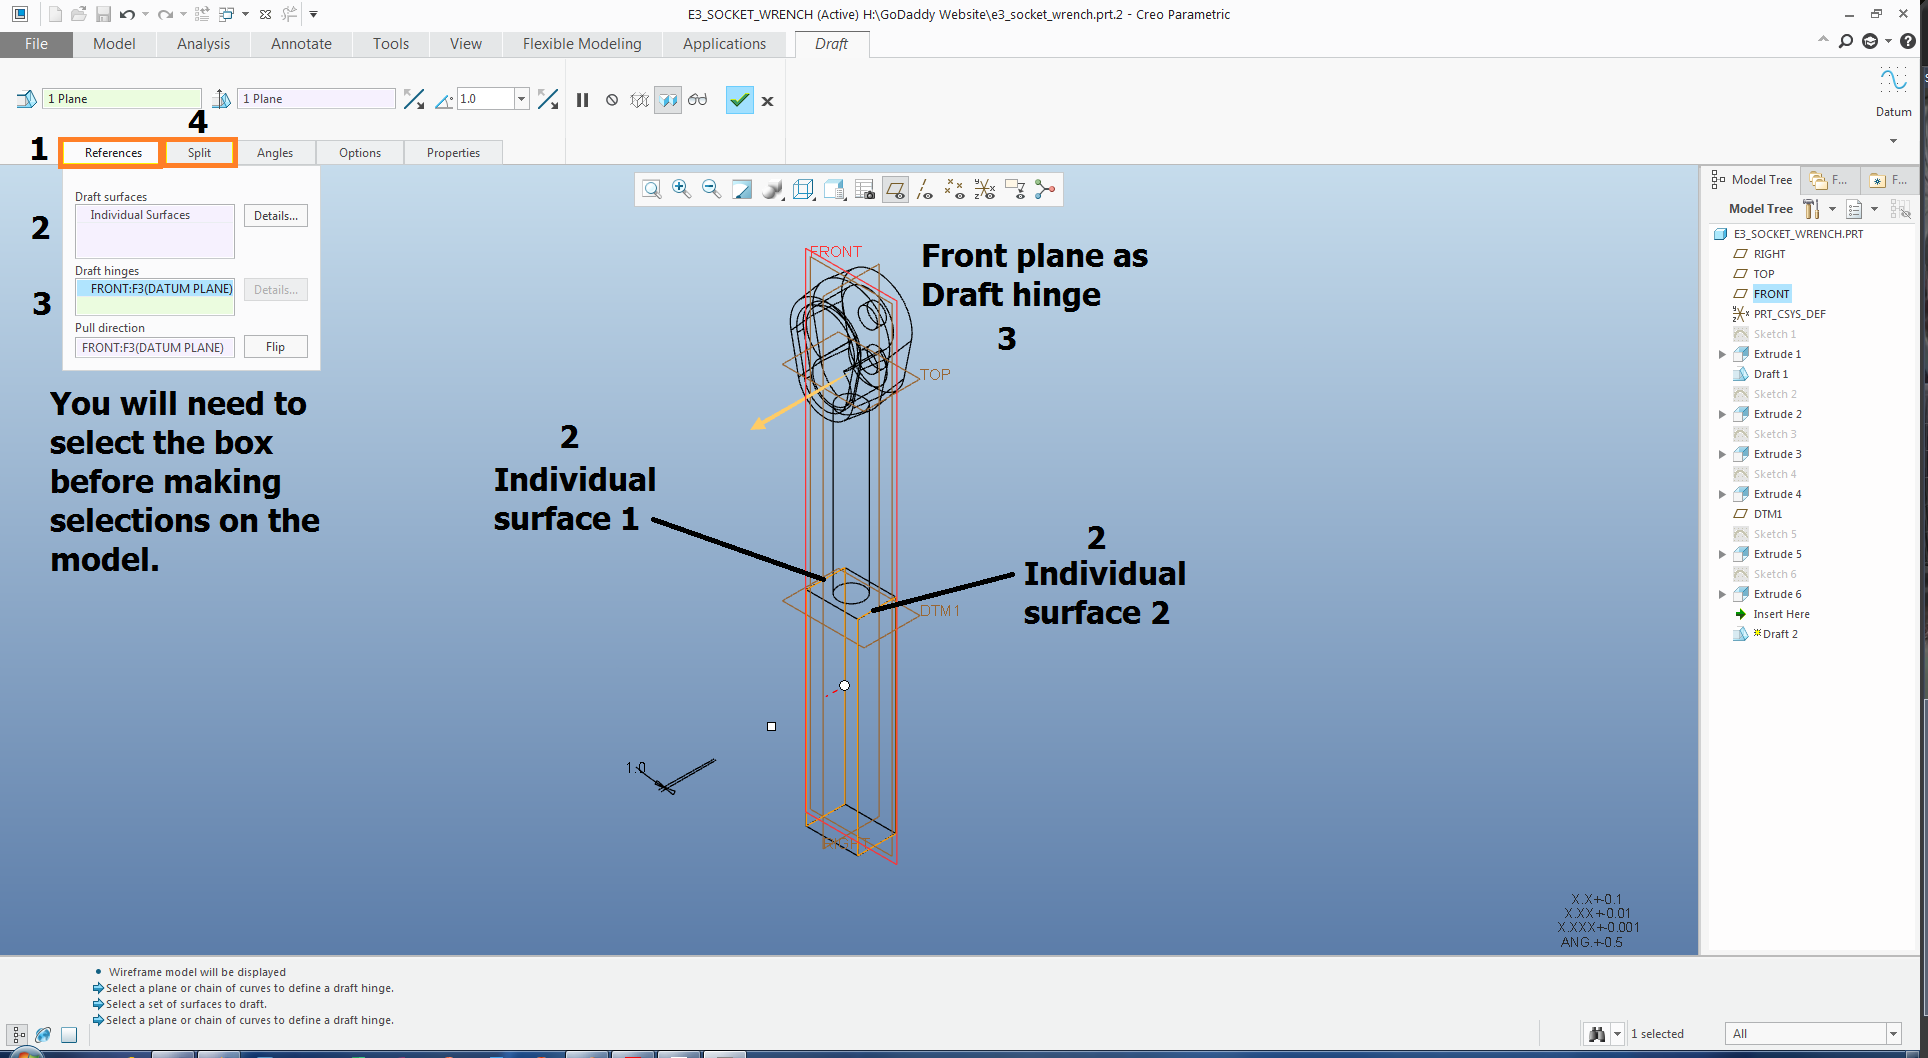 E3_SOCKET_WRENCH (Active) H:\GoDaddy Website\e3_socket_wrench.prt.2 - Creo Parametric
File Model Analysis Annotate Tools View Flexible Modeling Applications Draft
1 Plane 1 Plane 1.0
Datum
4
1 References Split Angles Options Properties
Draft surfaces
2 Individual Surfaces Details...
Draft hinges
3 FRONT:F3(DATUM PLANE) Details...
Pull direction
FRONT:F3(DATUM PLANE) Flip
You will need to
select the box
before making
selections on the
model.
FRONT
Front plane as
Draft hinge
3
TOP
2
Individual
surface 1
2
Individual
surface 2
DTM1
1.0
X.X+-0.1
X.XX+-0.01
X.XXX+-0.001
ANG.+-0.5
Model Tree F... F...
Model Tree
E3_SOCKET_WRENCH.PRT
RIGHT
TOP
FRONT
PRT_CSYS_DEF
Sketch 1
Extrude 1
Draft 1
Sketch 2
Extrude 2
Sketch 3
Extrude 3
Sketch 4
Extrude 4
DTM1
Sketch 5
Extrude 5
Sketch 6
Extrude 6
Insert Here
Draft 2
Wireframe model will be displayed
Select a plane or chain of curves to define a draft hinge.
Select a set of surfaces to draft.
Select a plane or chain of curves to define a draft hinge.
1 selected All